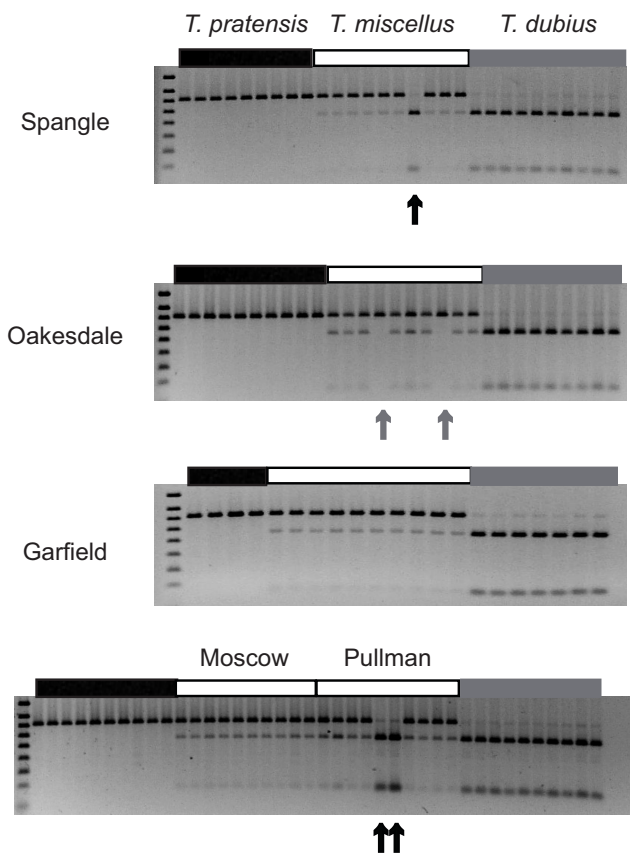 T. pratensis T. miscellus T. dubius
Spangle
Oakesdale
Garfield
Moscow Pullman